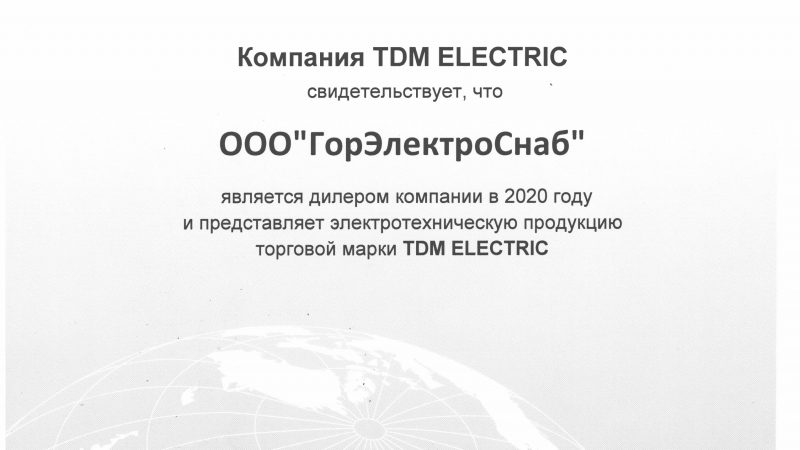 Компания TDM ELECTRIC
свидетельствует, что
ООО"ГорЭлектроСнаб"
является дилером компании в 2020 году
и представляет электротехническую продукцию
торговой марки TDM ELECTRIC